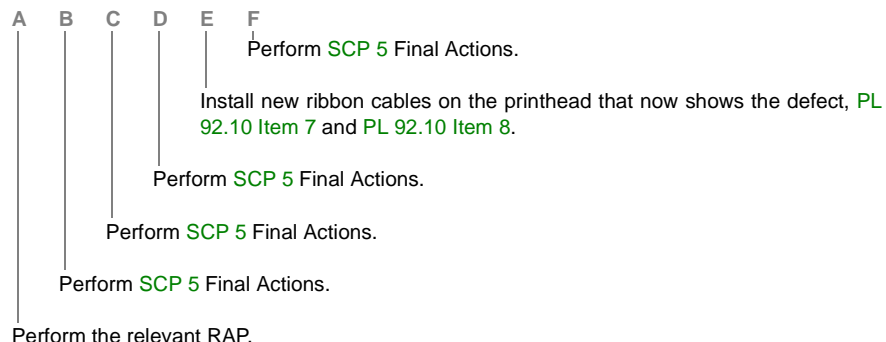 A B C D E F
Perform SCP 5 Final Actions.
Install new ribbon cables on the printhead that now shows the defect, PL
92.10 Item 7 and PL 92.10 Item 8.
Perform SCP 5 Final Actions.
Perform SCP 5 Final Actions.
Perform SCP 5 Final Actions.
Perform the relevant RAP.